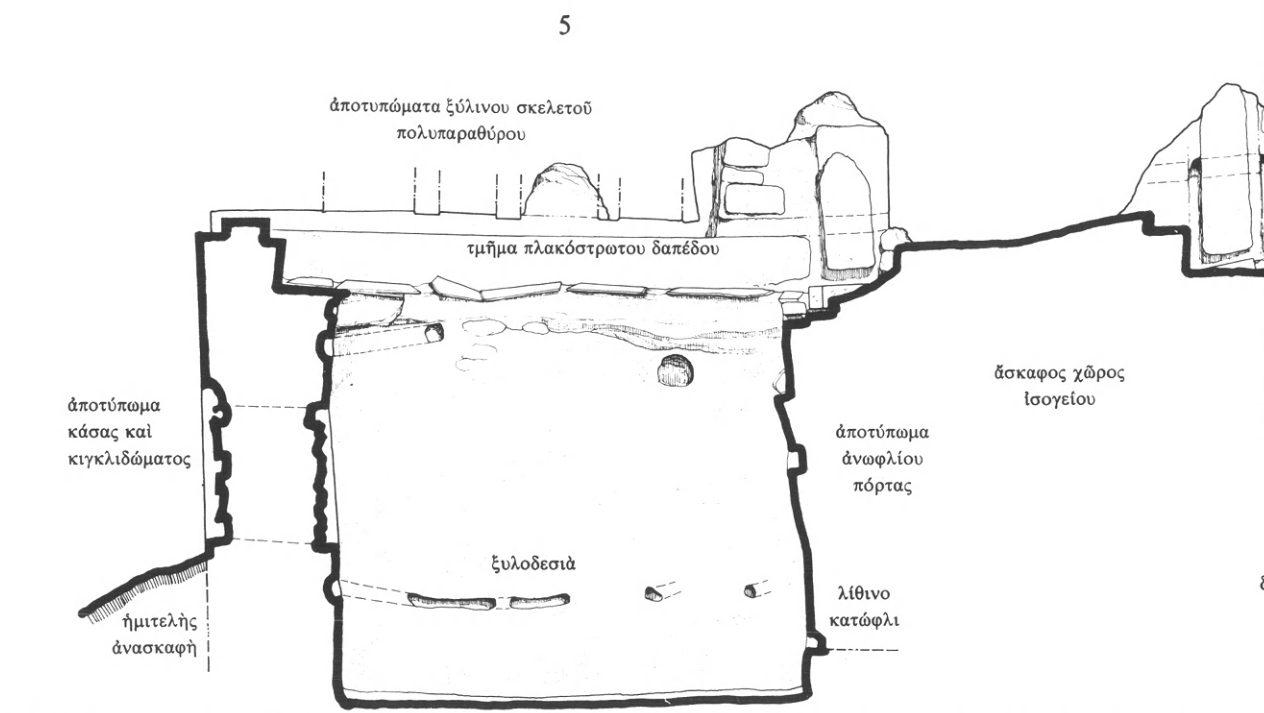 5
ἀποτυπώματα ξύλινου σκελετοῦ
πολυπαραθύρου
τμῆμα πλακόστρωτου δαπέδου
ἄσκαφος χῶρος
ἰσογείου
ἀποτύπωμα
κάσας καὶ
κιγκλιδώματος
ἀποτύπωμα
ἀνωφλίου
πόρτας
ξυλοδεσιὰ
λίθινο
κατώφλι
ἡμιτελὴς
ἀνασκαφὴ